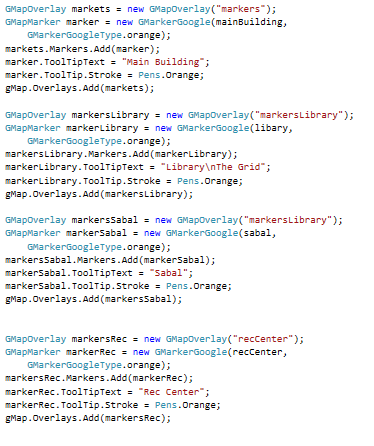 GMapOverlay markets = new GMapOverlay("markers");
GMapMarker marker = new GMarkerGoogle(mainBuilding,
GMarkerGoogleType.orange);
markets.Markers.Add(marker);
marker.ToolTipText = "Main Building";
marker.ToolTip.Stroke = Pens.Orange;
gMap.Overlays.Add(markets);
GMapOverlay markersLibrary = new GMapOverlay("markersLibrary");
GMapMarker markerLibrary = new GMarkerGoogle(libary,
GMarkerGoogleType.orange);
markersLibrary.Markers.Add(markerLibrary);
markerLibrary.ToolTipText = "Library\nThe Grid";
markerLibrary.ToolTip.Stroke = Pens.Orange;
gMap.Overlays.Add(markersLibrary);
GMapOverlay markersSabal = new GMapOverlay("markersLibrary");
GMapMarker markerSabal = new GMarkerGoogle(sabal,
GMarkerGoogleType.orange);
markersSabal.Markers.Add(markerSabal);
markerSabal.ToolTipText = "Sabal";
markerSabal.ToolTip.Stroke = Pens.Orange;
gMap.Overlays.Add(markersSabal);
GMapOverlay markersRec = new GMapOverlay("recCenter");
GMapMarker markerRec = new GMarkerGoogle(recCenter,
GMarkerGoogleType.orange);
markersRec.Markers.Add(markerRec);
markerRec.ToolTipText = "Rec Center";
markerRec.ToolTip.Stroke = Pens.Orange;
gMap.Overlays.Add(markersRec);